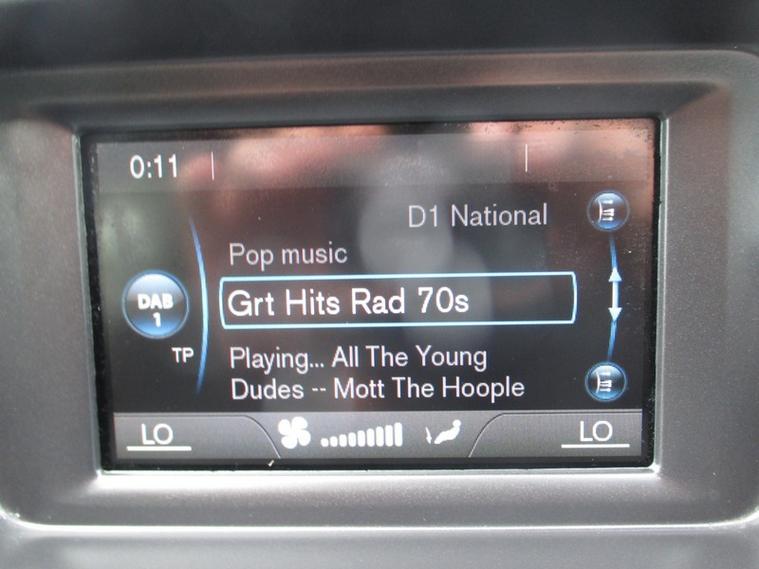 0:11
D1 National
Pop music
DAB
1
Grt Hits Rad 70s
TP
Playing... All The Young
Dudes -- Mott The Hoople
LO
LO